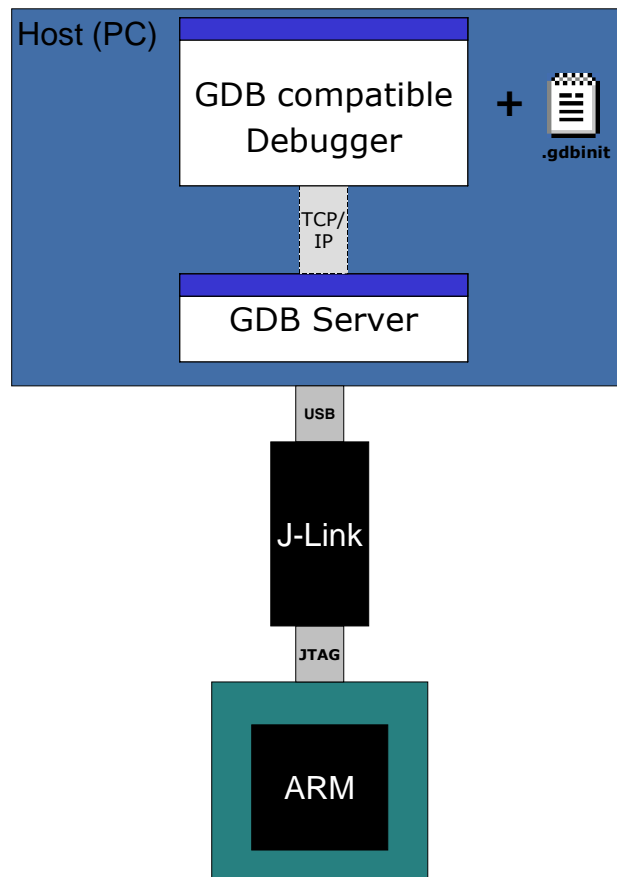 Host (PC)
GDB compatible
Debugger
+
.gdbinit
TCP/
IP
GDB Server
USB
J-Link
JTAG
ARM